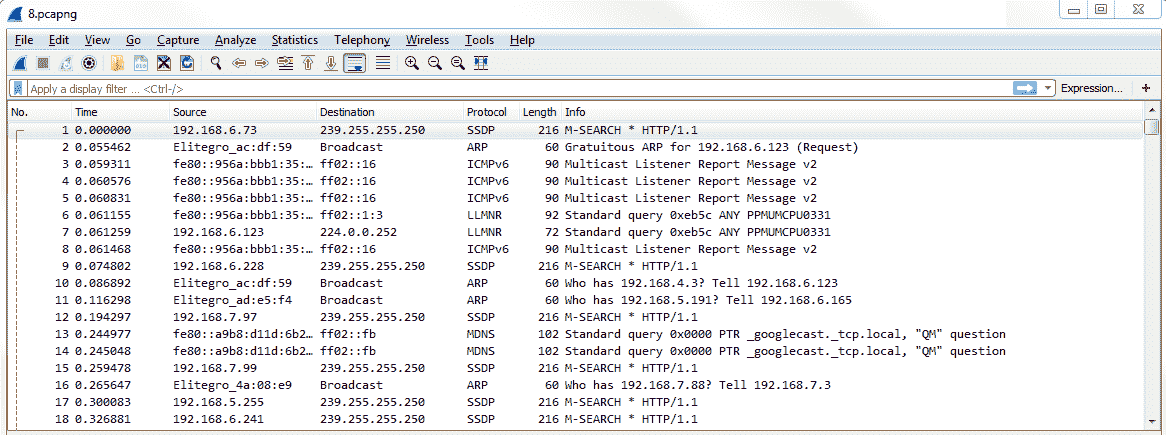 8.pcapng
File Edit View Go Capture Analyze Statistics Telephony Wireless Tools Help
Apply a display filter ... <Ctrl-/> Expression... +
No. Time Source Destination Protocol Length Info
1 0.000000 192.168.6.73 239.255.255.250 SSDP 216 M-SEARCH * HTTP/1.1
2 0.055462 Elitegro_ac:df:59 Broadcast ARP 60 Gratuitous ARP for 192.168.6.123 (Request)
3 0.059311 fe80::956a:bbb1:35:… ff02::16 ICMPv6 90 Multicast Listener Report Message v2
4 0.060576 fe80::956a:bbb1:35:… ff02::16 ICMPv6 90 Multicast Listener Report Message v2
5 0.060831 fe80::956a:bbb1:35:… ff02::16 ICMPv6 90 Multicast Listener Report Message v2
6 0.061155 fe80::956a:bbb1:35:… ff02::1:3 LLMNR 92 Standard query 0xeb5c ANY PPMUMCPU0331
7 0.061259 192.168.6.123 224.0.0.252 LLMNR 72 Standard query 0xeb5c ANY PPMUMCPU0331
8 0.061468 fe80::956a:bbb1:35:… ff02::16 ICMPv6 90 Multicast Listener Report Message v2
9 0.074802 192.168.6.228 239.255.255.250 SSDP 216 M-SEARCH * HTTP/1.1
10 0.086892 Elitegro_ac:df:59 Broadcast ARP 60 Who has 192.168.4.3? Tell 192.168.6.123
11 0.116298 Elitegro_ad:e5:f4 Broadcast ARP 60 Who has 192.168.5.191? Tell 192.168.6.165
12 0.194297 192.168.7.97 239.255.255.250 SSDP 216 M-SEARCH * HTTP/1.1
13 0.244977 fe80::a9b8:d11d:6b2… ff02::fb MDNS 102 Standard query 0x0000 PTR _googlecast._tcp.local, "QM" question
14 0.245048 fe80::a9b8:d11d:6b2… ff02::fb MDNS 102 Standard query 0x0000 PTR _googlecast._tcp.local, "QM" question
15 0.259478 192.168.7.99 239.255.255.250 SSDP 216 M-SEARCH * HTTP/1.1
16 0.265647 Elitegro_4a:08:e9 Broadcast ARP 60 Who has 192.168.7.88? Tell 192.168.7.3
17 0.300083 192.168.5.255 239.255.255.250 SSDP 216 M-SEARCH * HTTP/1.1
18 0.326881 192.168.6.241 239.255.255.250 SSDP 216 M-SEARCH * HTTP/1.1